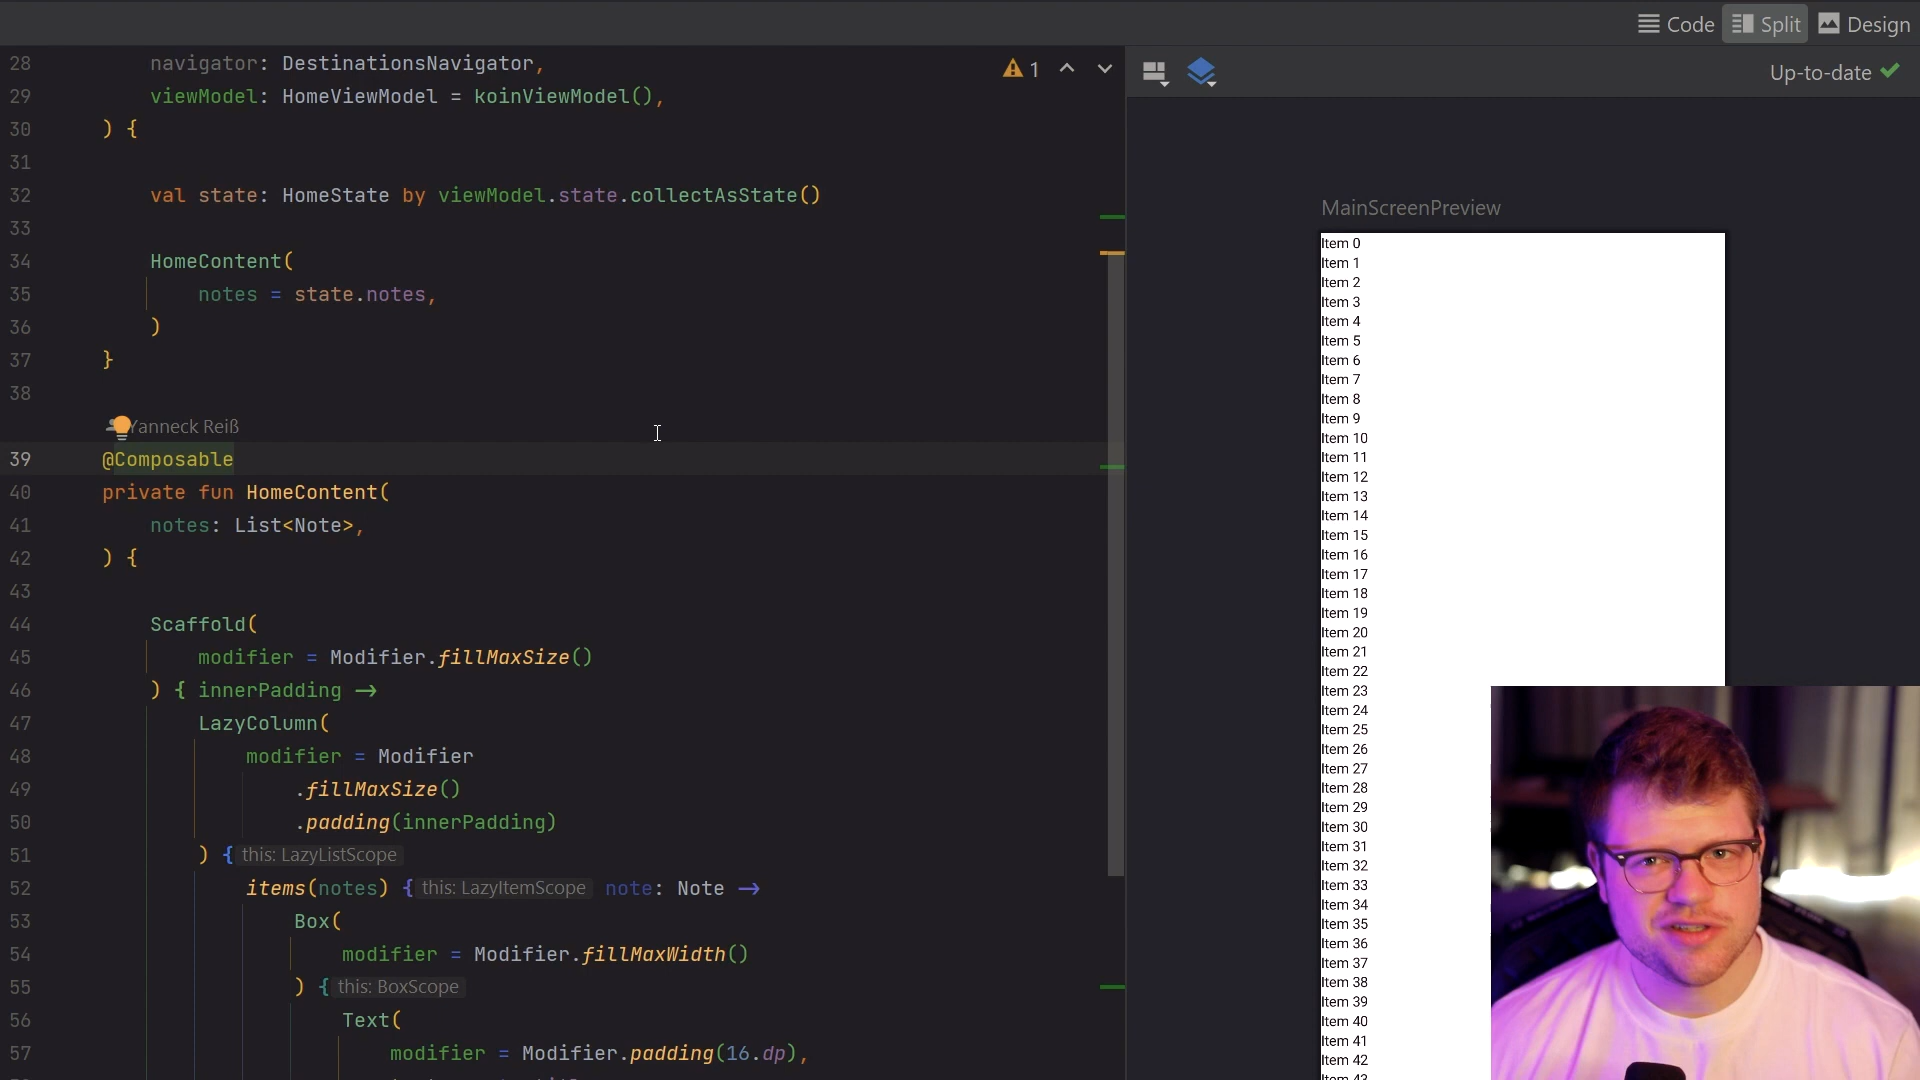 Code Split Design
28 navigator: DestinationsNavigator,
29 viewModel: HomeViewModel = koinViewModel(),
30 ) {
31
32 val state: HomeState by viewModel.state.collectAsState()
33
34 HomeContent(
35 notes = state.notes,
36 )
37 }
38
Yanneck Reiß
39 @Composable
40 private fun HomeContent(
41 notes: List<Note>,
42 ) {
43
44 Scaffold(
45 modifier = Modifier.fillMaxSize()
46 ) { innerPadding →
47 LazyColumn(
48 modifier = Modifier
49 .fillMaxSize()
50 .padding(innerPadding)
51 ) { this: LazyListScope
52 items(notes) { this: LazyItemScope note: Note →
53 Box(
54 modifier = Modifier.fillMaxWidth()
55 ) { this: BoxScope
56 Text(
57 modifier = Modifier.padding(16.dp),
1
Up-to-date
MainScreenPreview
Item 0
Item 1
Item 2
Item 3
Item 4
Item 5
Item 6
Item 7
Item 8
Item 9
Item 10
Item 11
Item 12
Item 13
Item 14
Item 15
Item 16
Item 17
Item 18
Item 19
Item 20
Item 21
Item 22
Item 23
Item 24
Item 25
Item 26
Item 27
Item 28
Item 29
Item 30
Item 31
Item 32
Item 33
Item 34
Item 35
Item 36
Item 37
Item 38
Item 39
Item 40
Item 41
Item 42
Item 43